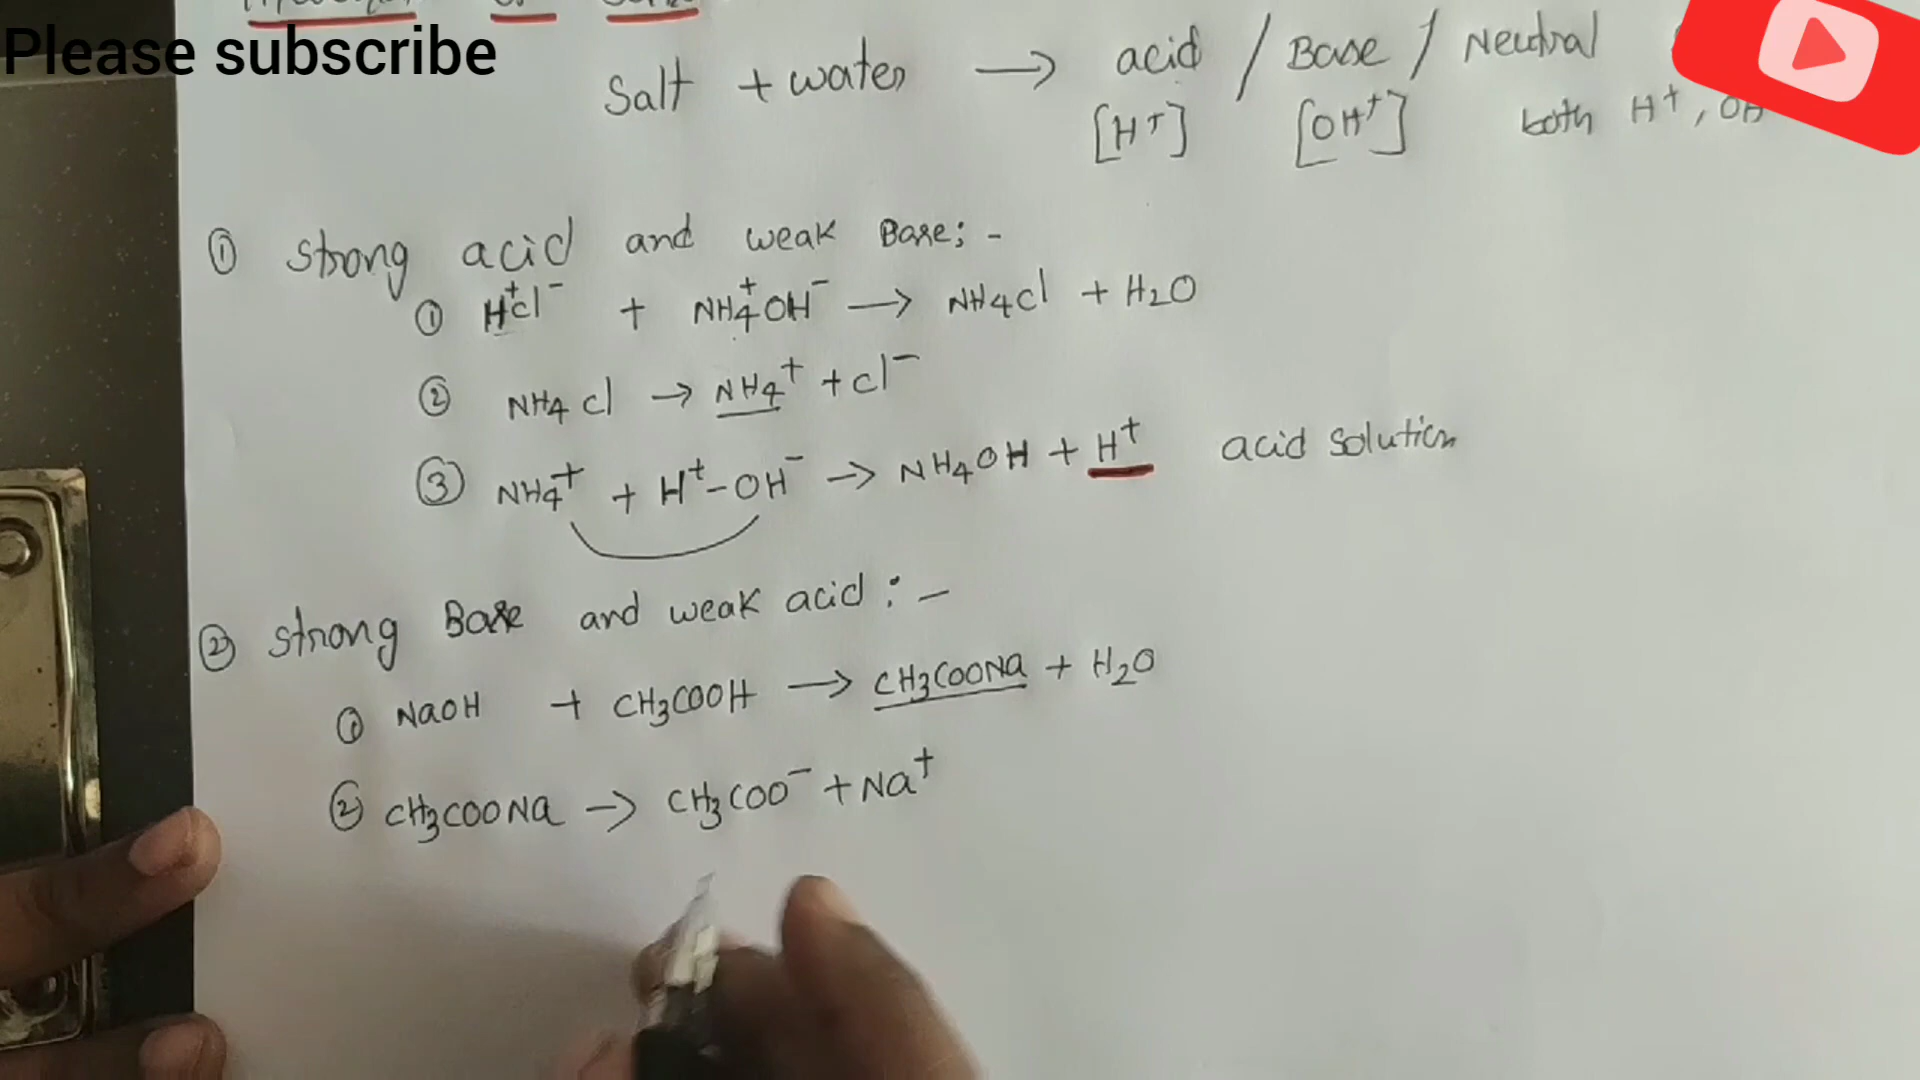 Please subscribe
Salt + water → acid / Base / Neutral
[H⁺] [OH⁺] both H⁺, OH
① strong acid and weak Base; -
① H⁺Cl⁻ + NH₄⁺OH⁻ → NH₄Cl + H₂O
② NH₄Cl → NH₄⁺ + Cl⁻
③ NH₄⁺ + H⁺-OH⁻ → NH₄OH + H⁺ acid solution
② strong Base and weak acid : -
① NaOH + CH₃COOH → CH₃COONa + H₂O
② CH₃COONa → CH₃COO⁻ + Na⁺